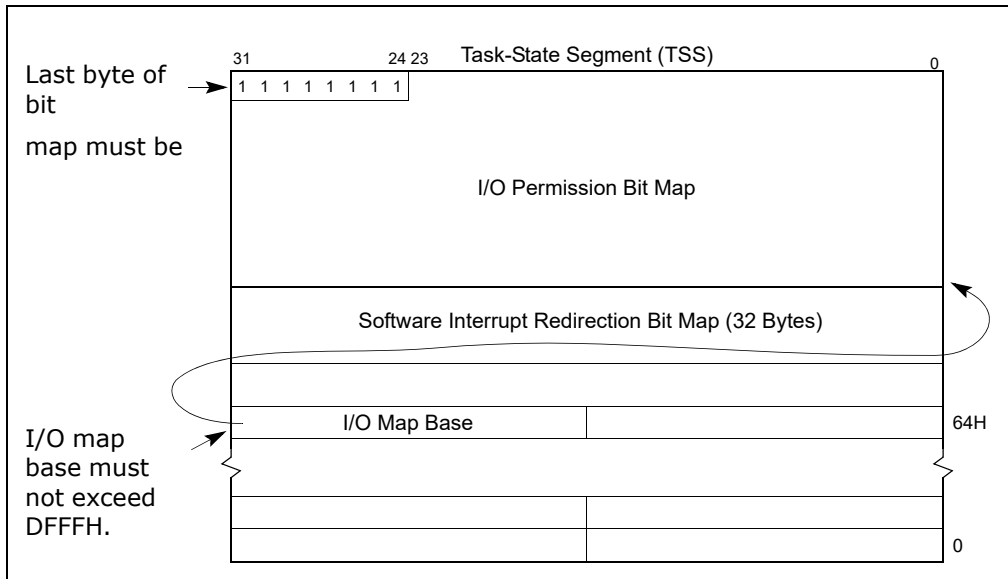 Task-State Segment (TSS)
31 24 23 0
Last byte of
bit
map must be
1 1 1 1 1 1 1 1
I/O Permission Bit Map
Software Interrupt Redirection Bit Map (32 Bytes)
I/O Map Base
64H
I/O map
base must
not exceed
DFFFH.
0